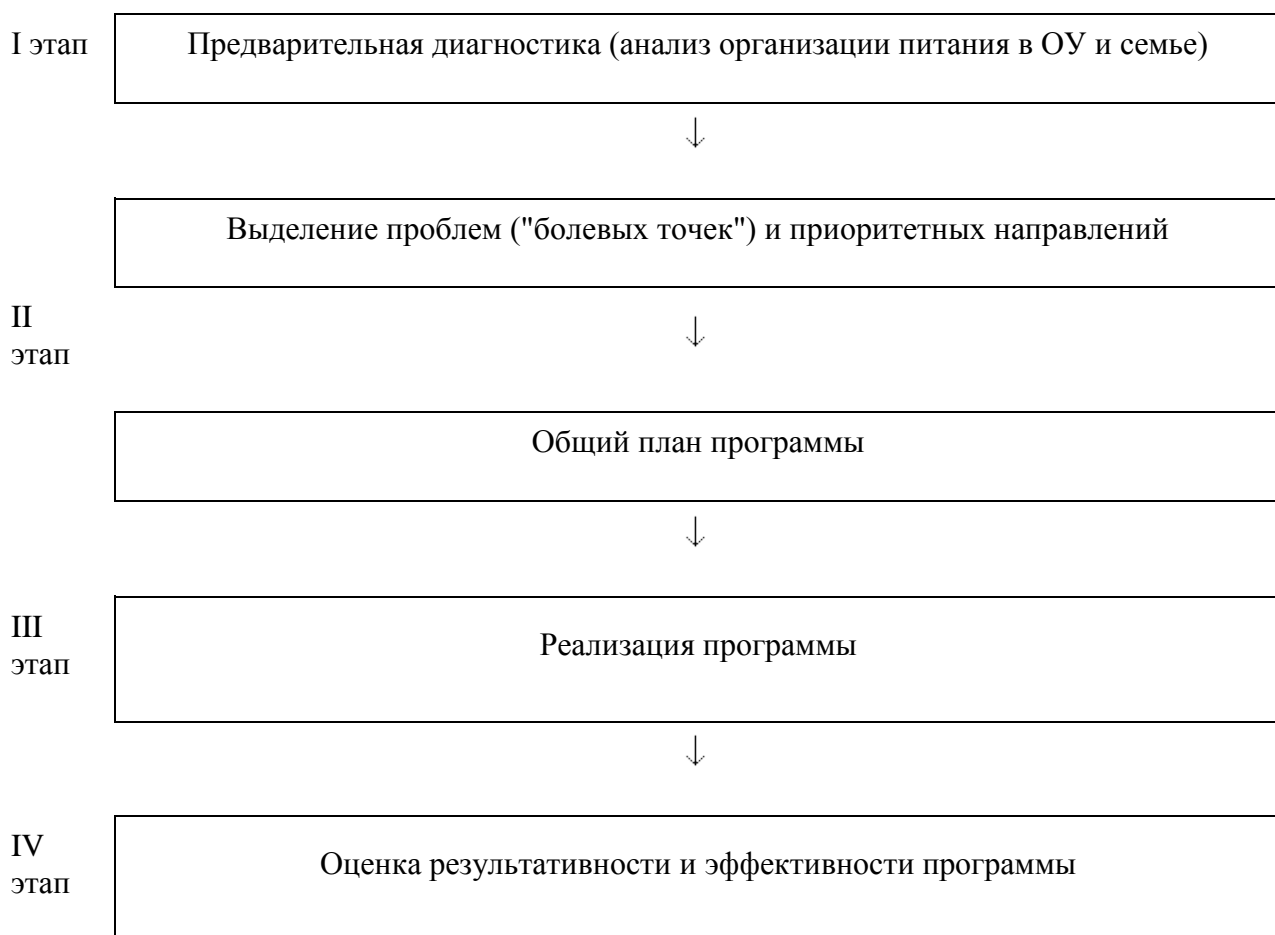 I этап
Предварительная диагностика (анализ организации питания в ОУ и семье)
↓
Выделение проблем ("болевых точек") и приоритетных направлений
II
этап
↓
Общий план программы
↓
III
этап
Реализация программы
↓
IV
этап
Оценка результативности и эффективности программы